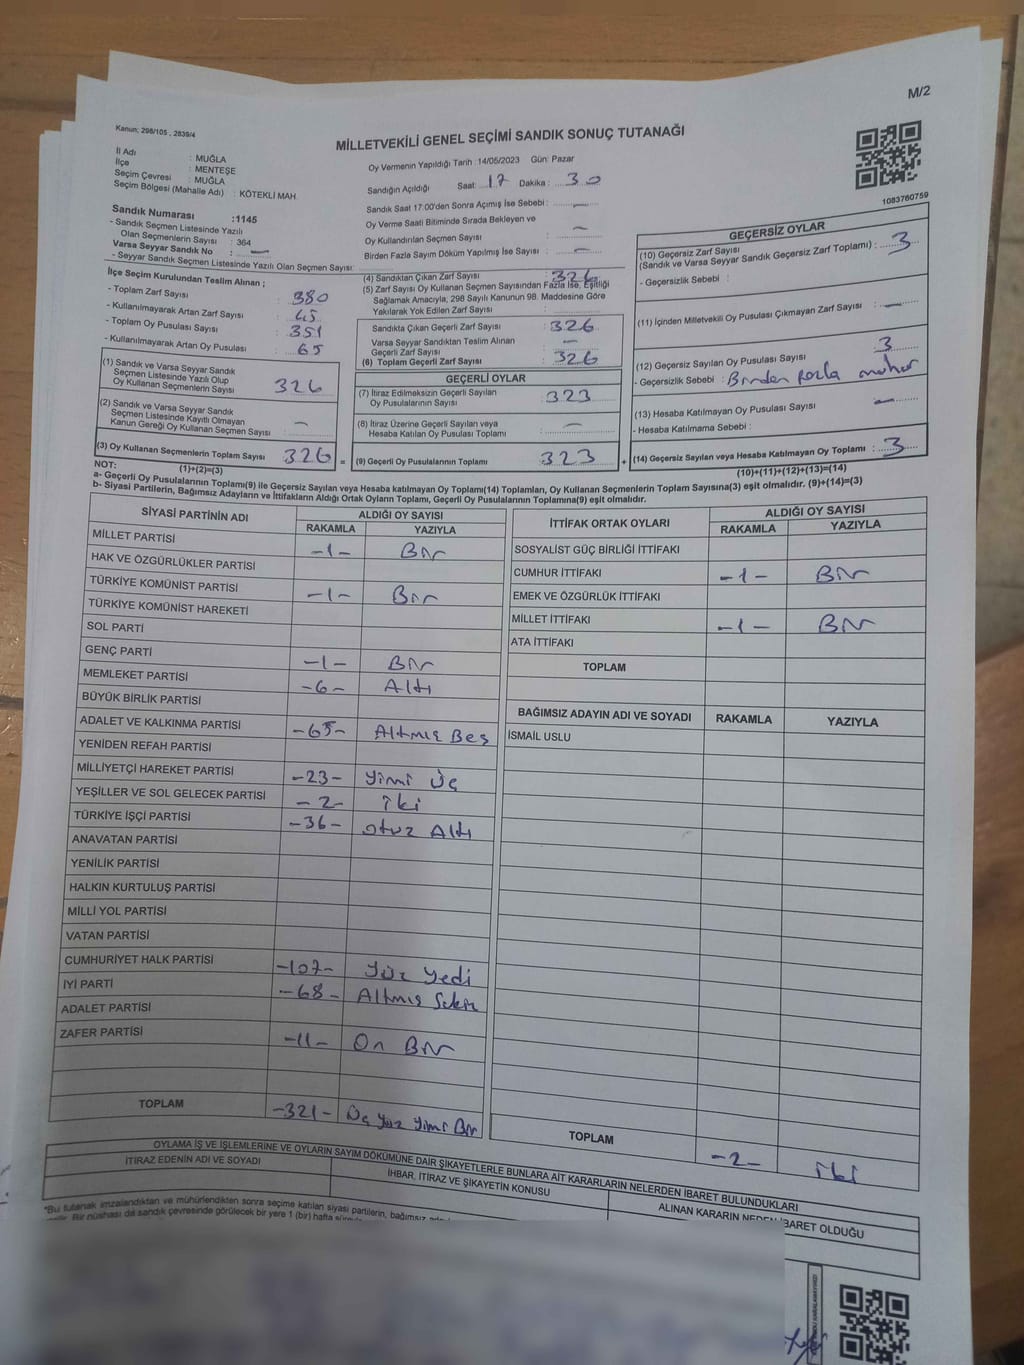 M/2
Kanun; 298/105 , 2839/4
MİLLETVEKİLİ GENEL SEÇİMİ SANDIK SONUÇ TUTANAĞI
İl Adı : MUĞLA
İlçe : MENTEŞE
Seçim Çevresi : MUĞLA
Seçim Bölgesi (Mahalle Adı) : KÖTEKLİ MAH.
Oy Vermenin Yapıldığı Tarih :14/05/2023 Gün: Pazar
Sandığın Açıldığı Saat: 17 Dakika: 30
Sandık Saat 17:00'den Sonra Açımış İse Sebebi : —
Oy Verme Saati Bitiminde Sırada Bekleyen ve
Oy Kullandırılan Seçmen Sayısı : —
Birden Fazla Sayım Döküm Yapılmış İse Sayısı : —
1083760759
Sandık Numarası :1145
- Sandık Seçmen Listesinde Yazılı
Olan Seçmenlerin Sayısı : 364
Varsa Seyyar Sandık No : —
- Seyyar Sandık Seçmen Listesinde Yazılı Olan Seçmen Sayısı:
İlçe Seçim Kurulundan Teslim Alınan ;
- Toplam Zarf Sayısı : 380
- Kullanılmayarak Artan Zarf Sayısı : 45
- Toplam Oy Pusulası Sayısı : 351
- Kullanılmayarak Artan Oy Pusulası : 65
(1) Sandık ve Varsa Seyyar Sandık
Seçmen Listesinde Yazılı Olup
Oy Kullanan Seçmenlerin Sayısı 326
(2) Sandık ve Varsa Seyyar Sandık
Seçmen Listesinde Kayıtlı Olmayan
Kanun Gereği Oy Kullanan Seçmen Sayısı : —
(3) Oy Kullanan Seçmenlerin Toplam Sayısı 326 =
(1)+(2)=(3)
(4) Sandıktan Çıkan Zarf Sayısı : 326
(5) Zarf Sayısı Oy Kullanan Seçmen Sayısından Fazla İse, Eşitliği
Sağlamak Amacıyla, 298 Sayılı Kanunun 98. Maddesine Göre
Yakılarak Yok Edilen Zarf Sayısı :
Sandıkta Çıkan Geçerli Zarf Sayısı : 326
Varsa Seyyar Sandıktan Teslim Alınan
Geçerli Zarf Sayısı : —
(6) Toplam Geçerli Zarf Sayısı : 326
GEÇERLİ OYLAR
(7) İtiraz Edilmeksizin Geçerli Sayılan
Oy Pusulalarının Sayısı : 323
(8) İtiraz Üzerine Geçerli Sayılan veya
Hesaba Katılan Oy Pusulası Toplamı : —
(9) Geçerli Oy Pusulalarının Toplamı : 323 +
GEÇERSİZ OYLAR
(10) Geçersiz Zarf Sayısı
(Sandık ve Varsa Seyyar Sandık Geçersiz Zarf Toplamı) : 3
- Geçersizlik Sebebi :
(11) İçinden Milletvekili Oy Pusulası Çıkmayan Zarf Sayısı : —
(12) Geçersiz Sayılan Oy Pusulası Sayısı : 3
- Geçersizlik Sebebi : Birden fazla mühür
(13) Hesaba Katılmayan Oy Pusulası Sayısı : —
- Hesaba Katılmama Sebebi :
(14) Geçersiz Sayılan veya Hesaba Katılmayan Oy Toplamı : 3
(10)+(11)+(12)+(13)=(14)
NOT:
a- Geçerli Oy Pusulalarının Toplamı(9) ile Geçersiz Sayılan veya Hesaba katılmayan Oy Toplamı(14) Toplamları, Oy Kullanan Seçmenlerin Toplam Sayısına(3) eşit olmalıdır. (9)+(14)=(3)
b- Siyasi Partilerin, Bağımsız Adayların ve İttifakların Aldığı Ortak Oyların Toplamı, Geçerli Oy Pusulalarının Toplamına(9) eşit olmalıdır.
SİYASİ PARTİNİN ADI ALDIĞI OY SAYISI
RAKAMLA YAZIYLA
MİLLET PARTİSİ -1- Bir
HAK VE ÖZGÜRLÜKLER PARTİSİ
TÜRKİYE KOMÜNİST PARTİSİ -1- Bir
TÜRKİYE KOMÜNİST HAREKETİ
SOL PARTİ
GENÇ PARTİ -1- Bir
MEMLEKET PARTİSİ -6- Altı
BÜYÜK BİRLİK PARTİSİ
ADALET VE KALKINMA PARTİSİ -65- Altmış Beş
YENİDEN REFAH PARTİSİ
MİLLİYETÇİ HAREKET PARTİSİ -23- Yirmi Üç
YEŞİLLER VE SOL GELECEK PARTİSİ -2- İki
TÜRKİYE İŞÇİ PARTİSİ -36- Otuz Altı
ANAVATAN PARTİSİ
YENİLİK PARTİSİ
HALKIN KURTULUŞ PARTİSİ
MİLLİ YOL PARTİSİ
VATAN PARTİSİ
CUMHURİYET HALK PARTİSİ -107- Yüz Yedi
İYİ PARTİ -68- Altmış Sekiz
ADALET PARTİSİ
ZAFER PARTİSİ -11- On Bir
TOPLAM -321- Üç Yüz Yirmi Bir
İTTİFAK ORTAK OYLARI ALDIĞI OY SAYISI
RAKAMLA YAZIYLA
SOSYALİST GÜÇ BİRLİĞİ İTTİFAKI
CUMHUR İTTİFAKI -1- Bir
EMEK VE ÖZGÜRLÜK İTTİFAKI
MİLLET İTTİFAKI -1- Bir
ATA İTTİFAKI
TOPLAM
BAĞIMSIZ ADAYIN ADI VE SOYADI RAKAMLA YAZIYLA
İSMAİL USLU
TOPLAM -2- İki
OYLAMA İŞ VE İŞLEMLERİNE VE OYLARIN SAYIM DÖKÜMÜNE DAİR ŞİKAYETLERLE BUNLARA AİT KARARLARIN NELERDEN İBARET BULUNDUKLARI
İTİRAZ EDENİN ADI VE SOYADI İHBAR, İTİRAZ VE ŞİKAYETİN KONUSU ALINAN KARARIN NEDEN İBARET OLDUĞU
*Bu tutanak imzalandıktan ve mühürlendikten sonra seçime katılan siyasi partilerin, bağımsız
Bir nüshası da sandık çevresinde görülecek bir yere 1 (bir) hafta